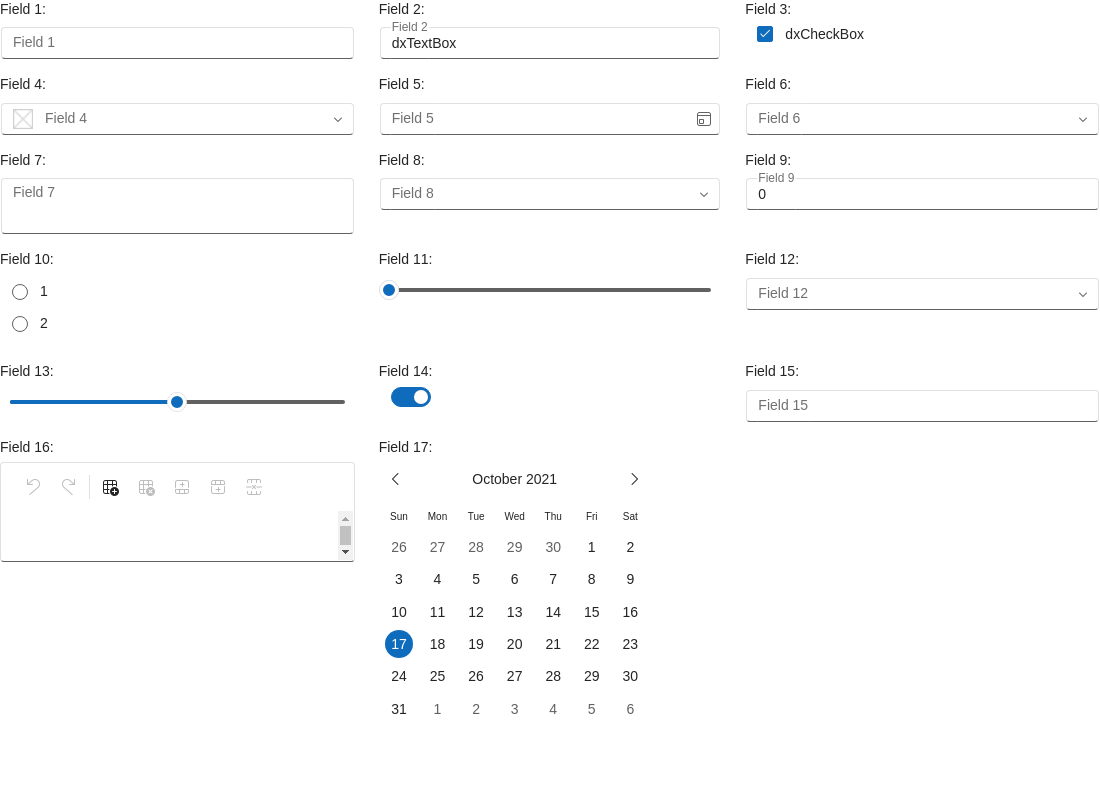 Field 1:
Field 2:
Field 3:
Field 1
Field 2
dxTextBox
dxCheckBox
Field 4:
Field 5:
Field 6:
Field 4
Field 5
Field 6
Field 7:
Field 8:
Field 9:
Field 7
Field 8
Field 9
0
Field 10:
Field 11:
Field 12:
1
2
Field 12
Field 13:
Field 14:
Field 15:
Field 15
Field 16:
Field 17:
October 2021
Sun Mon Tue Wed Thu Fri Sat
26 27 28 29 30 1 2
3 4 5 6 7 8 9
10 11 12 13 14 15 16
17 18 19 20 21 22 23
24 25 26 27 28 29 30
31 1 2 3 4 5 6